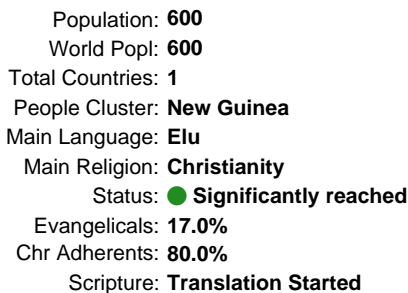 Population: 600
World Popl: 600
Total Countries: 1
People Cluster: New Guinea
Main Language: Elu
Main Religion: Christianity
Status: Significantly reached
Evangelicals: 17.0%
Chr Adherents: 80.0%
Scripture: Translation Started